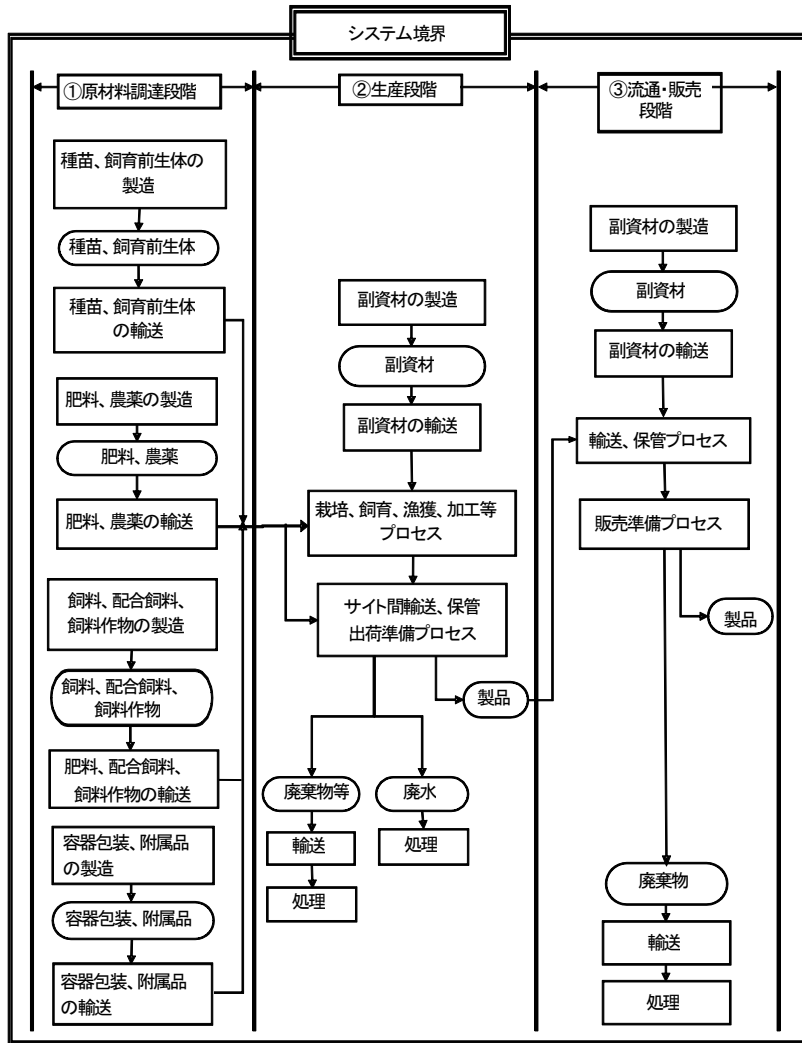 システム境界
①原材料調達段階
種苗、飼育前生体の
製造
種苗、飼育前生体
種苗、飼育前生体
の輸送
肥料、農薬の製造
肥料、農薬
肥料、農薬の輸送
飼料、配合飼料、
飼料作物の製造
飼料、配合飼料、
飼料作物
肥料、配合飼料、
飼料作物の輸送
容器包装、附属品
の製造
容器包装、附属品
容器包装、附属品
の輸送
②生産段階
副資材の製造
副資材
副資材の輸送
栽培、飼育、漁獲、加工等
プロセス
サイト間輸送、保管
出荷準備プロセス
製品
廃棄物等
輸送
処理
廃水
処理
③流通・販売
段階
副資材の製造
副資材
副資材の輸送
輸送、保管プロセス
販売準備プロセス
製品
廃棄物
輸送
処理